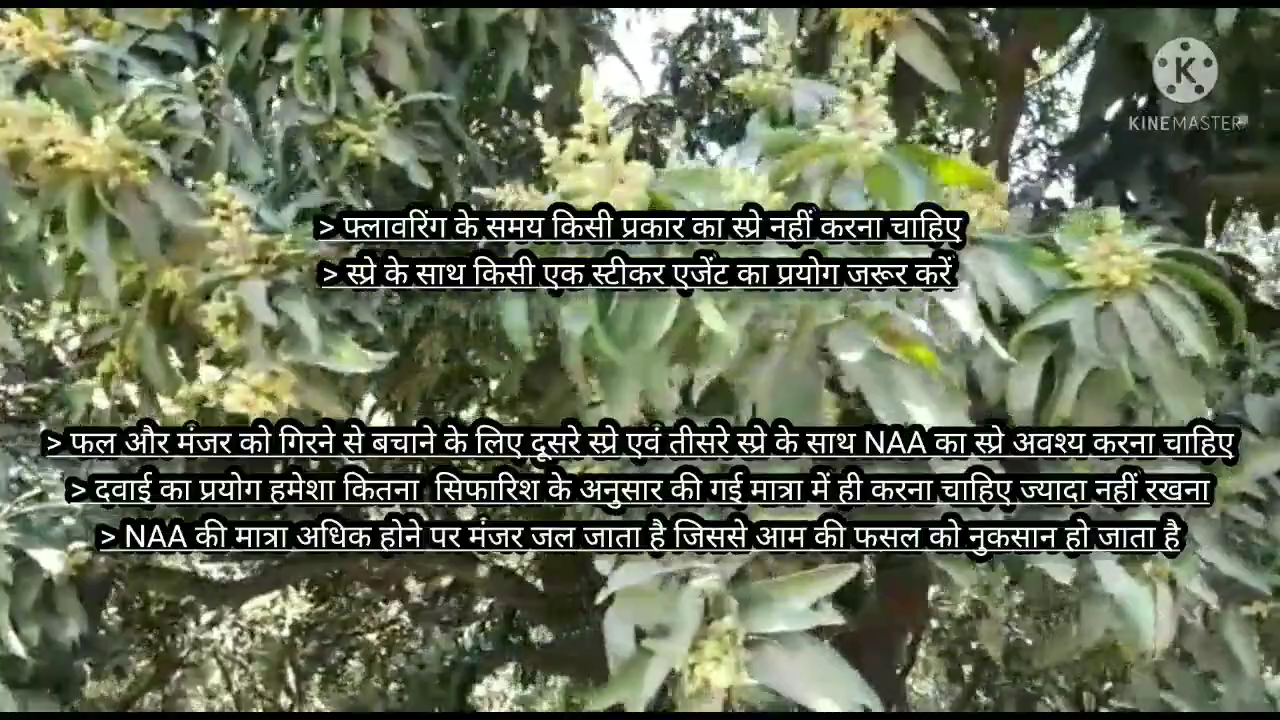 KINEMASTER
> फ्लावरिंग के समय किसी प्रकार का स्प्रे नहीं करना चाहिए
> स्प्रे के साथ किसी एक स्टीकर एजेंट का प्रयोग जरूर करें
> फल और मंजर को गिरने से बचाने के लिए दूसरे स्प्रे एवं तीसरे स्प्रे के साथ NAA का स्प्रे अवश्य करना चाहिए
> दवाई का प्रयोग हमेशा कितना सिफारिश के अनुसार की गई मात्रा में ही करना चाहिए ज्यादा नहीं रखना
> NAA की मात्रा अधिक होने पर मंजर जल जाता है जिससे आम की फसल को नुकसान हो जाता है